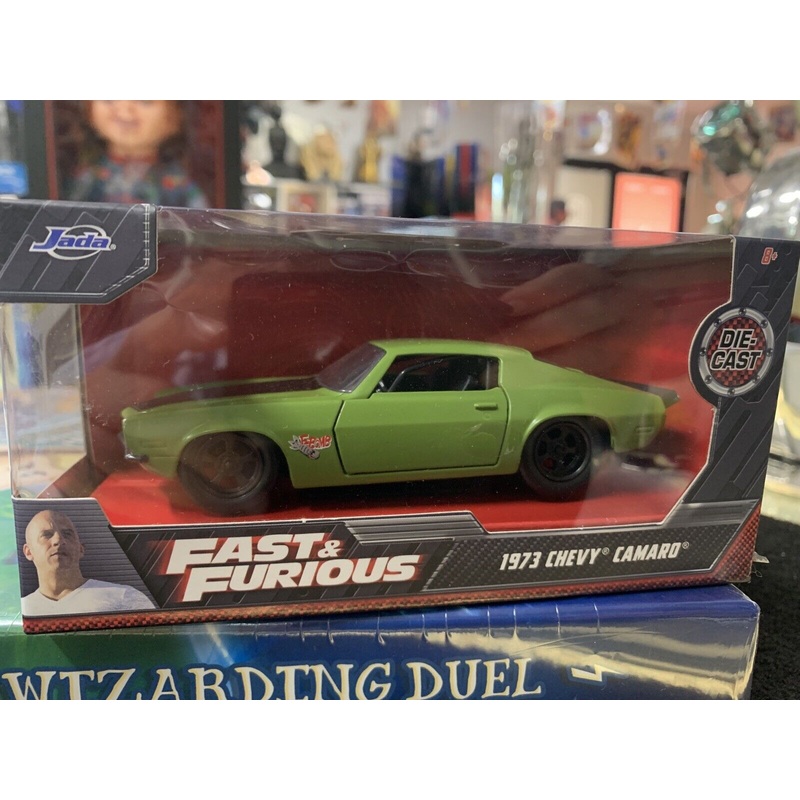 Jada®
8+
DIE-
CAST
FAST &
FURIOUS
1973 CHEVY® CAMARO®
WIZARDING DUEL